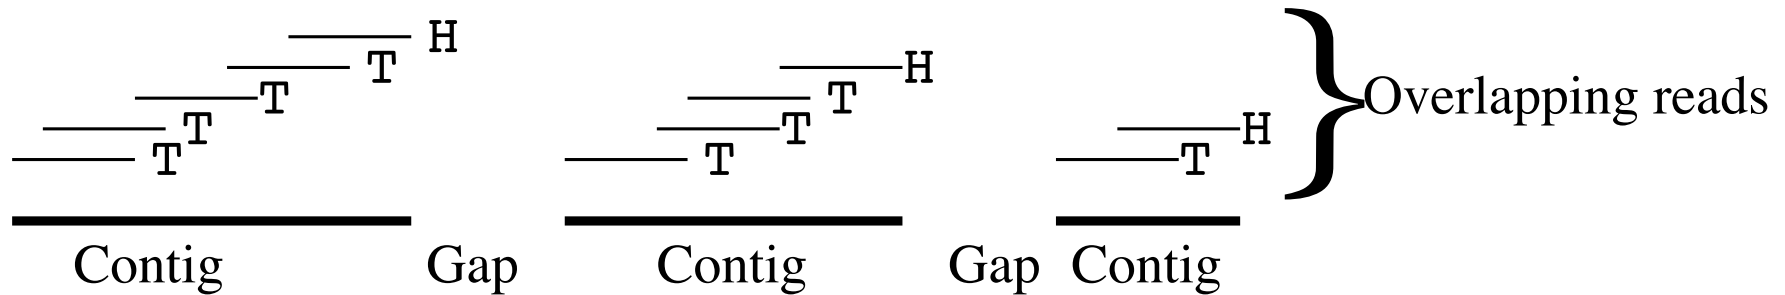 H
T H
T T Overlapping reads
T T H
T T T
Contig Gap Contig Gap Contig